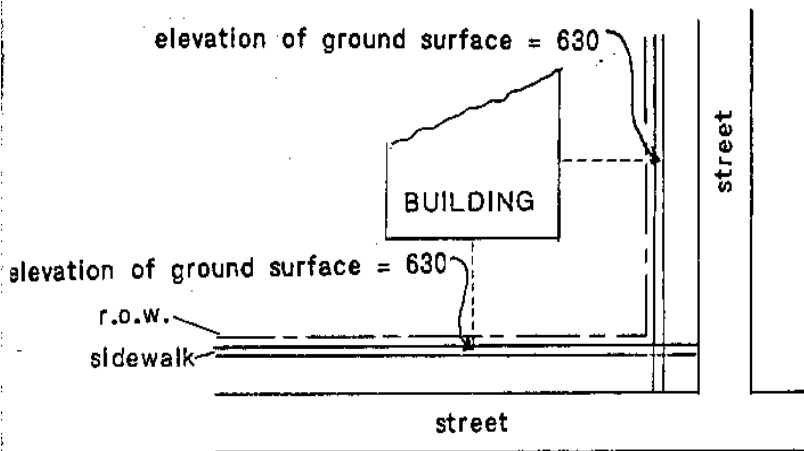 elevation of ground surface = 630
street
BUILDING
elevation of ground surface = 630
r.o.w.
sidewalk
street